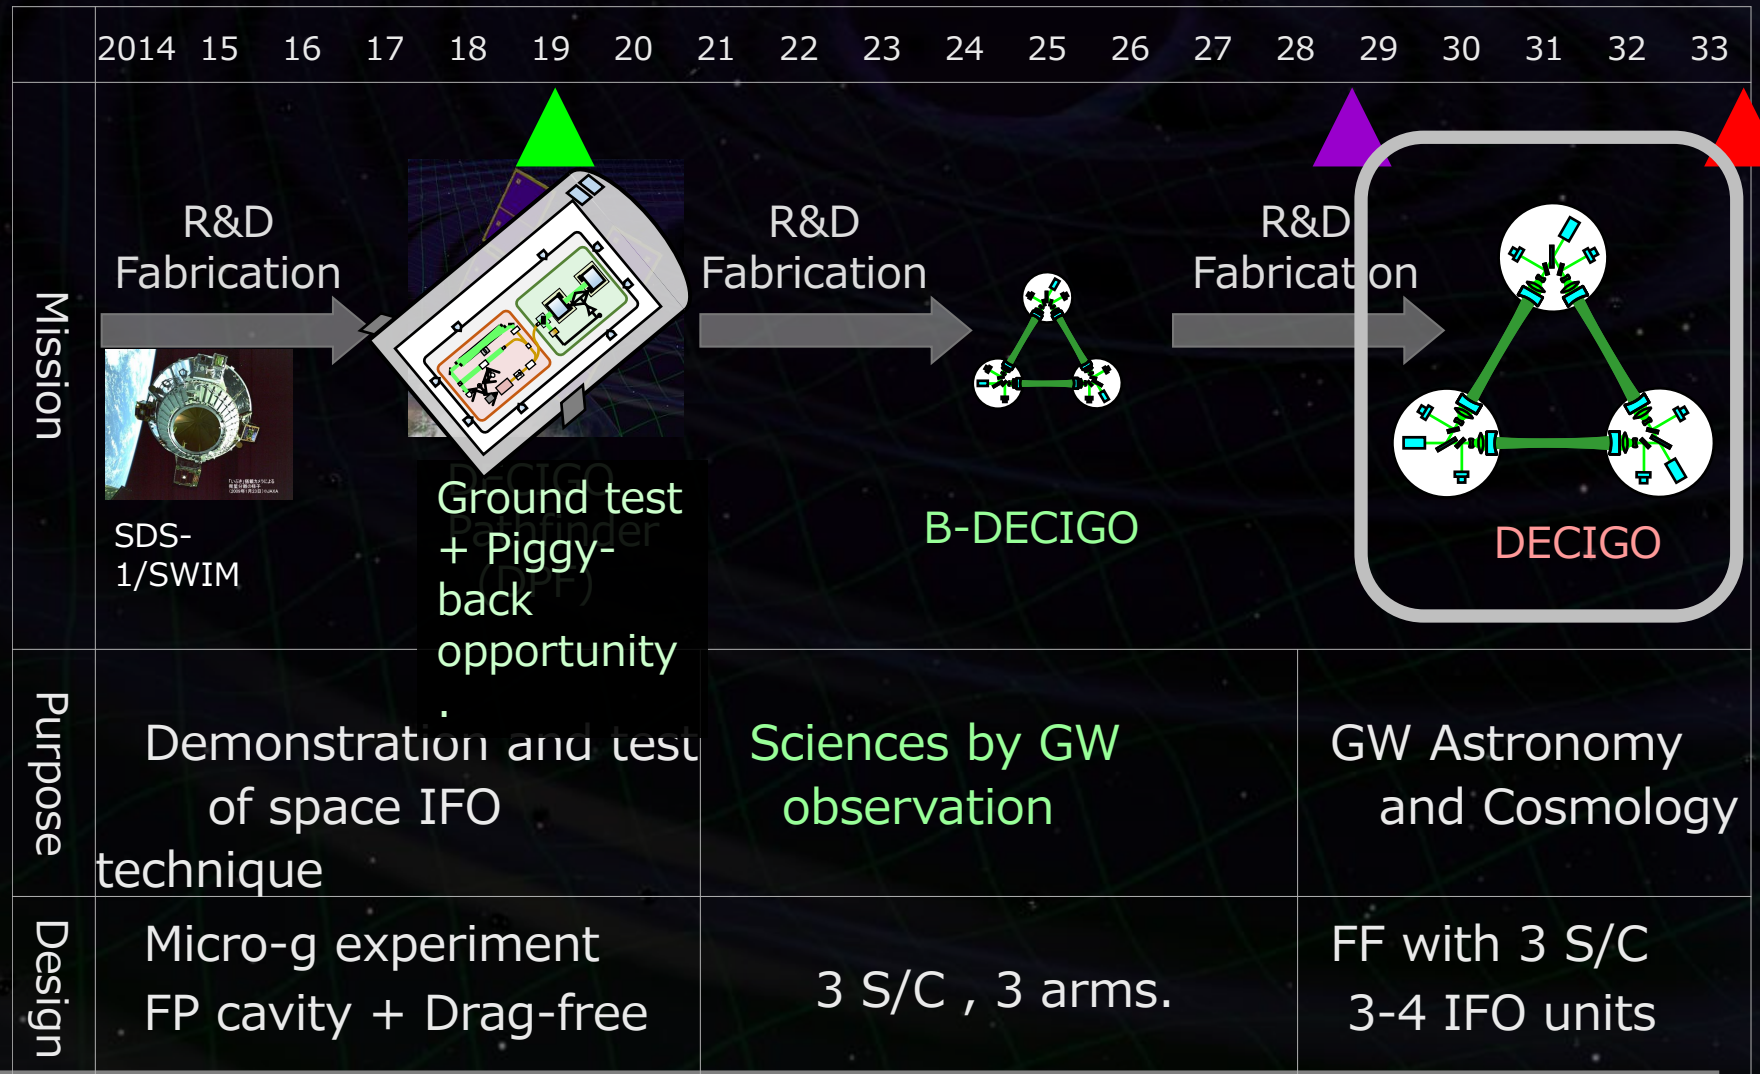 2014 15 16 17 18 19 20 21 22 23 24 25 26 27 28 29 30 31 32 33
Mission
R&D
Fabrication
R&D
Fabrication
R&D
Fabrication
SDS-
1/SWIM
DECIGO
Pathfinder
(DPF)
Ground test
+ Piggy-
back
opportunity
.
B-DECIGO
DECIGO
Purpose
Demonstration and test
of space IFO
technique
Sciences by GW
observation
GW Astronomy
and Cosmology
Design
Micro-g experiment
FP cavity + Drag-free
3 S/C , 3 arms.
FF with 3 S/C
3-4 IFO units